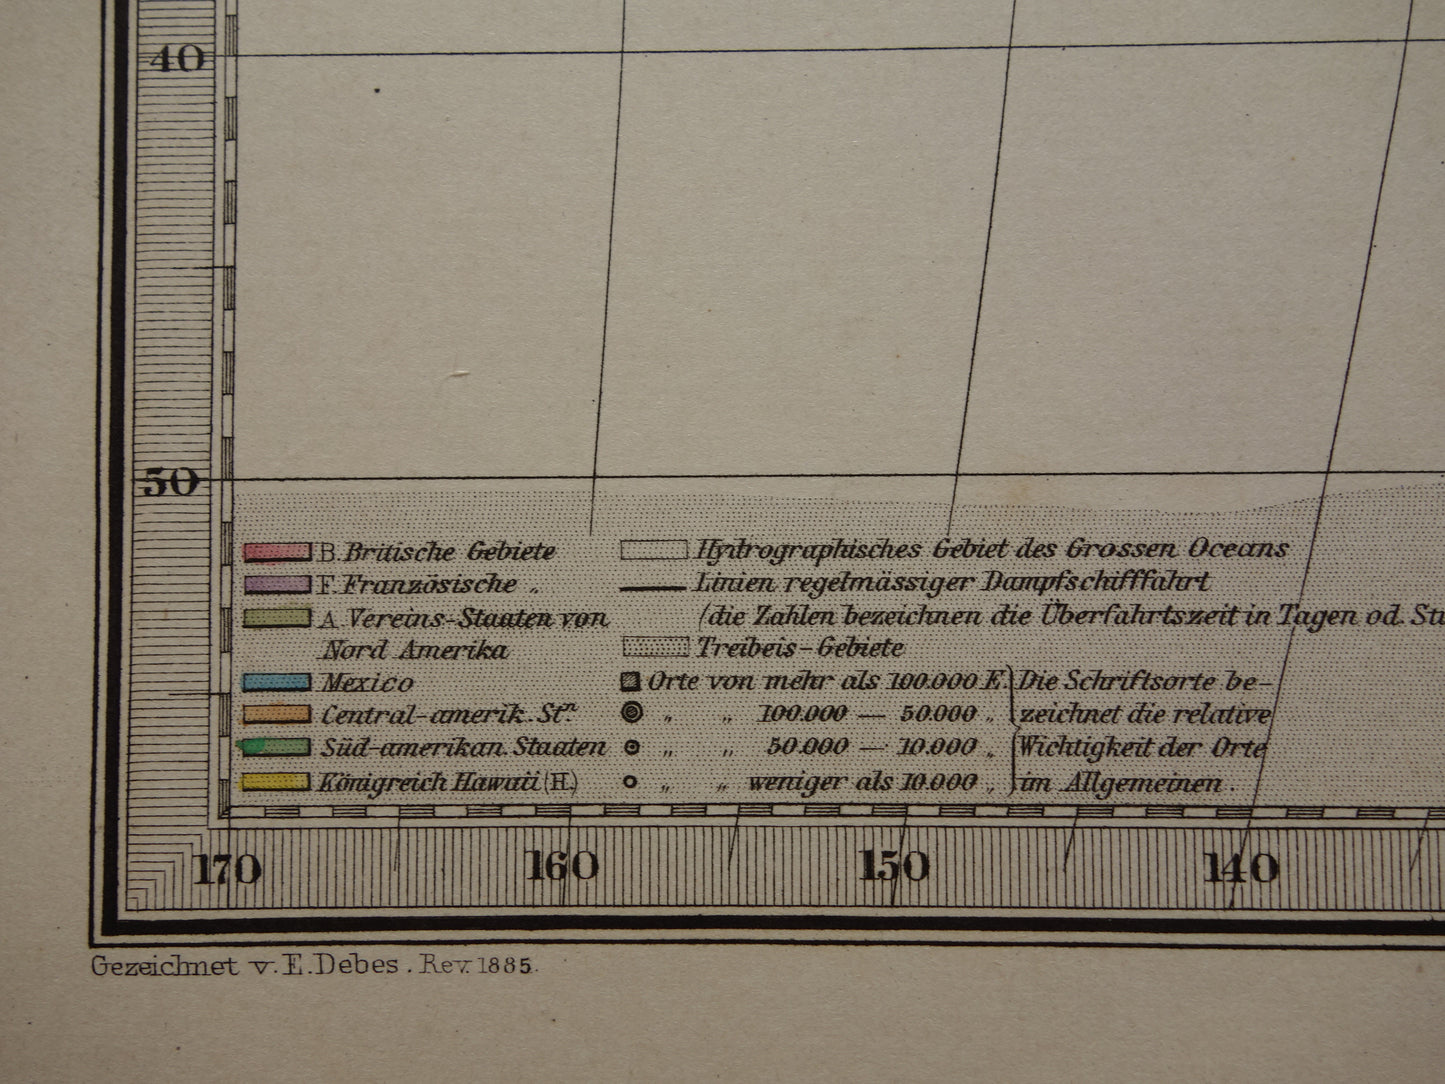 40
50
B. Britische Gebiete
F. Französische „
A. Vereins-Staaten von
Nord Amerika
Mexico
Central-amerik. Stn.
Süd-amerikan. Staaten
Königreich Hawaii (H.)
Hydrographisches Gebiet des Grossen Oceans
Linien regelmässiger Dampfschifffahrt
(die Zahlen bezeichnen die Überfahrtszeit in Tagen od. Stu
Treibeis-Gebiete
Orte von mehr als 100.000 E.
„ „ 100.000 — 50.000 „
„ „ 50.000 — 10.000 „
„ „ weniger als 10.000 „
Die Schriftsorte be-
zeichnet die relative
Wichtigkeit der Orte
im Allgemeinen.
170 160 150 140
Gezeichnet v. E. Debes. Rev. 1885.